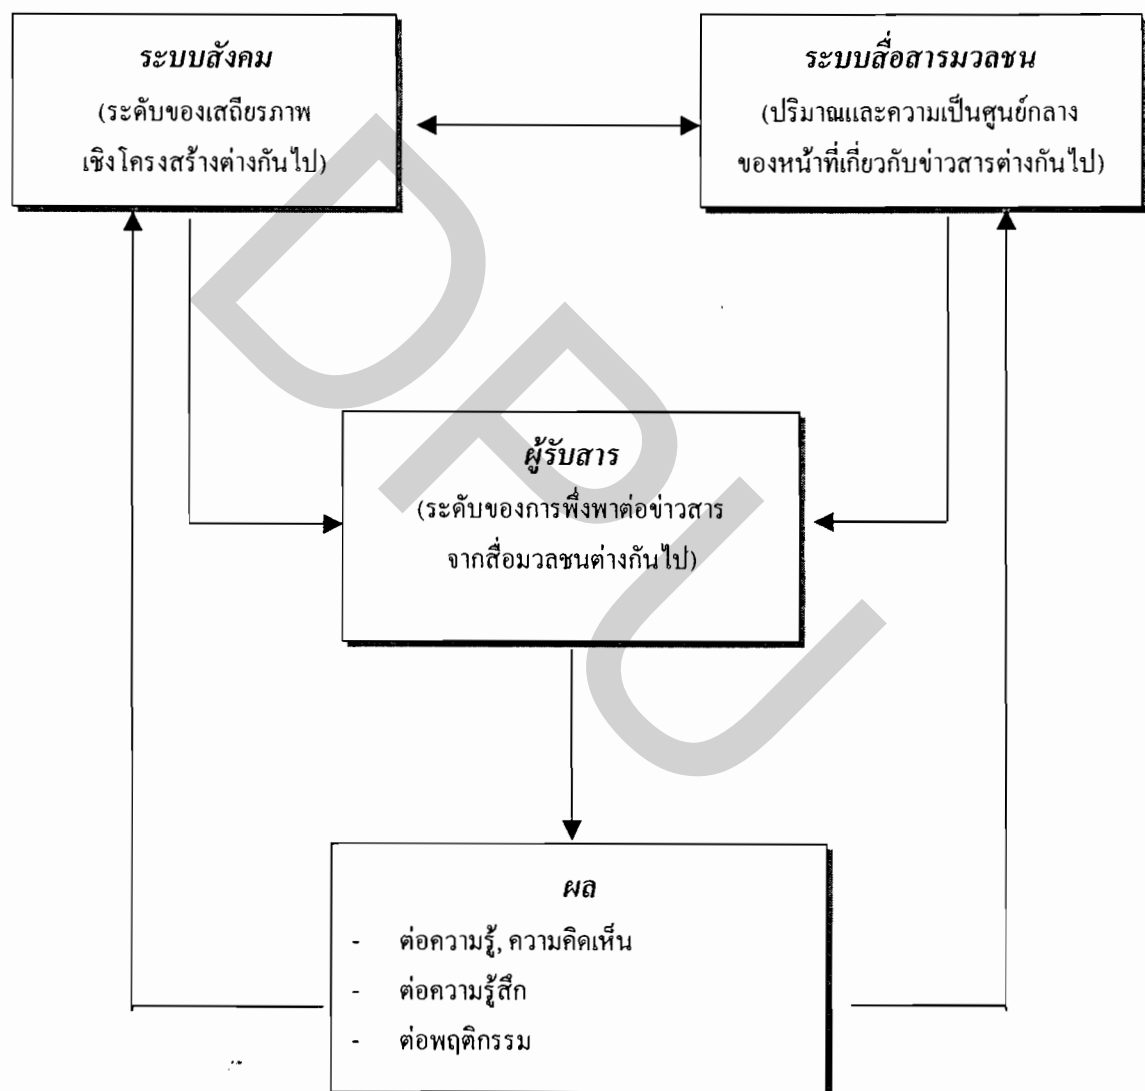 ระบบสังคม
(ระดับของเสถียรภาพ
เชิงโครงสร้างต่างกันไป)
ระบบสื่อสารมวลชน
(ปริมาณและความเป็นศูนย์กลาง
ของหน้าที่เกี่ยวกับข่าวสารต่างกันไป)
ผู้รับสาร
(ระดับของการพึ่งพาต่อข่าวสาร
จากสื่อมวลชนต่างกันไป)
ผล
- ต่อความรู้, ความคิดเห็น
- ต่อความรู้สึก
- ต่อพฤติกรรม
DPU